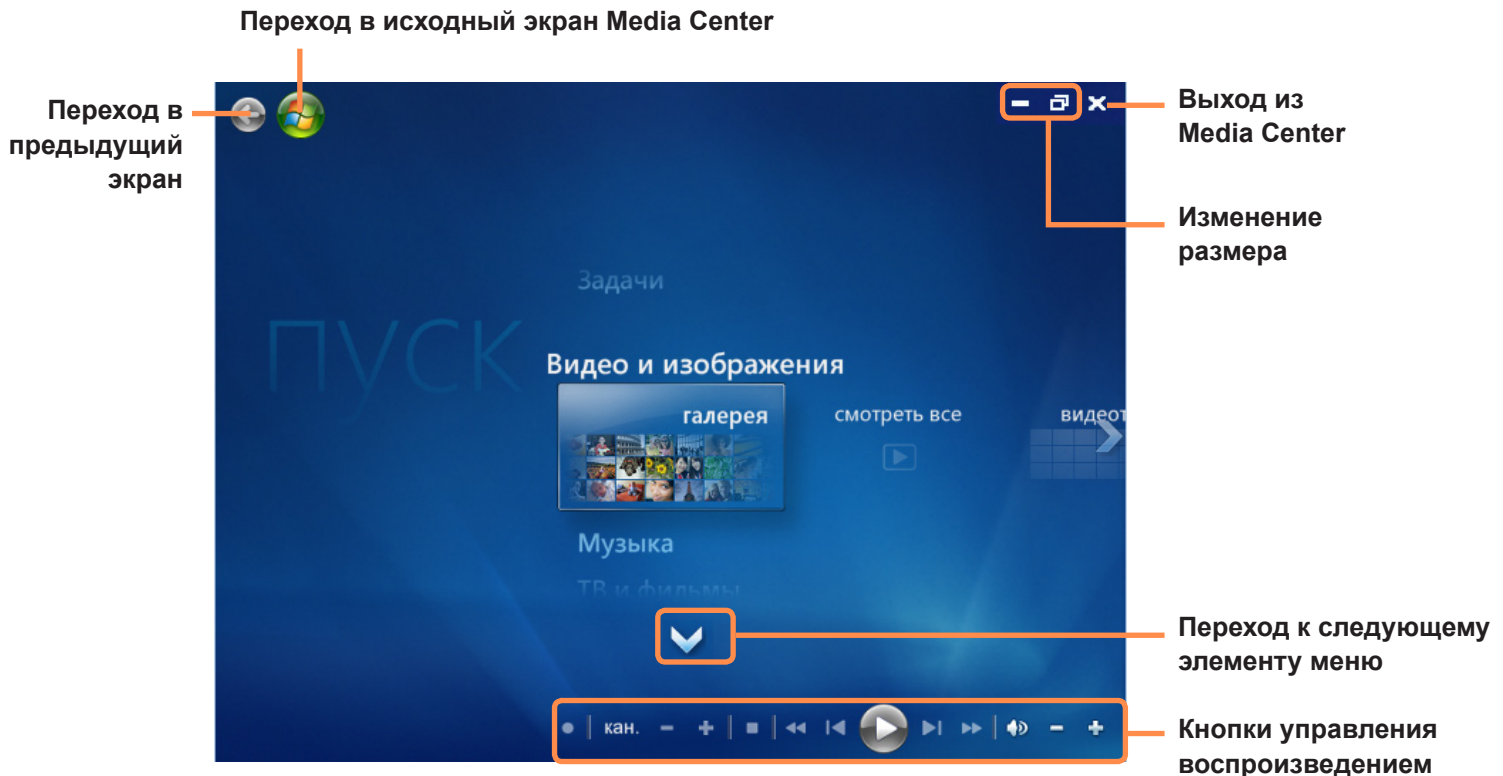 Переход в исходный экран Media Center
Переход в
предыдущий
экран
Выход из
Media Center
Изменение
размера
Задачи
пуск
Видео и изображения
галерея
смотреть все
видеот
Музыка
ТВ и фильмы
Переход к следующему
элементу меню
кан.
Кнопки управления
воспроизведением